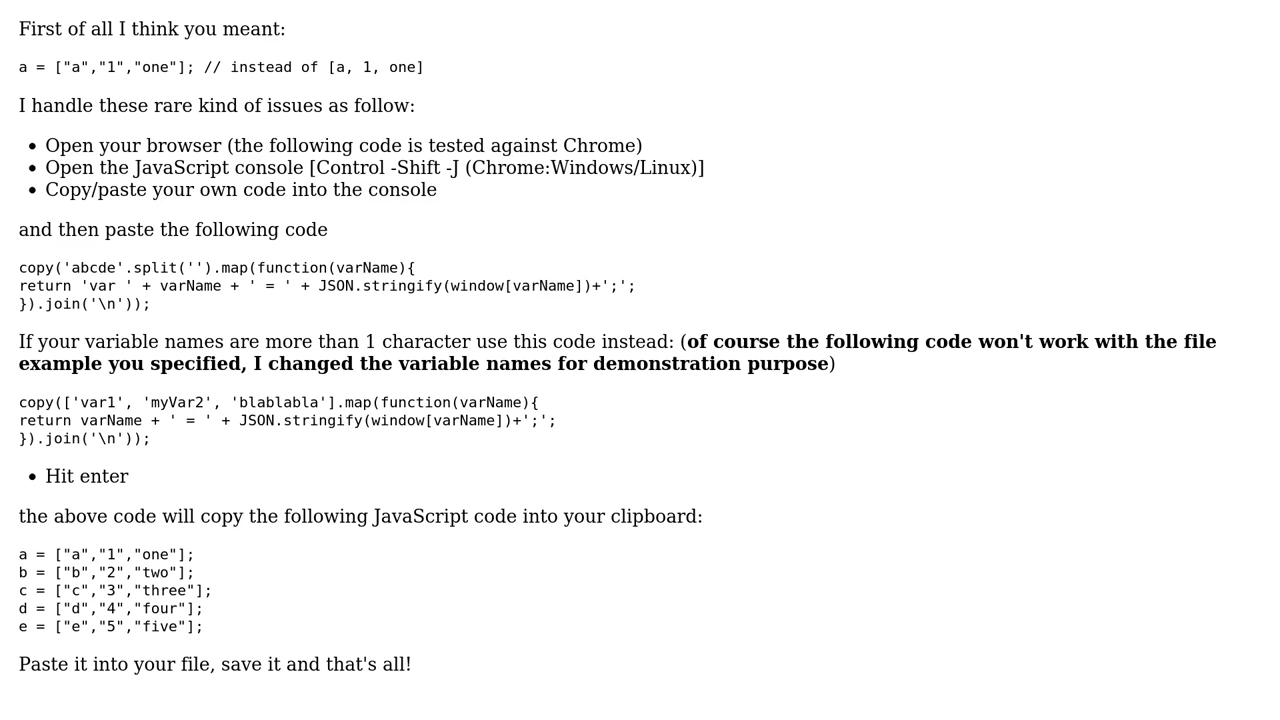 First of all I think you meant:
a = ["a","1","one"]; // instead of [a, 1, one]
I handle these rare kind of issues as follow:
• Open your browser (the following code is tested against Chrome)
• Open the JavaScript console [Control -Shift -J (Chrome:Windows/Linux)]
• Copy/paste your own code into the console
and then paste the following code
copy('abcde'.split('').map(function(varName){
return 'var ' + varName + ' = ' + JSON.stringify(window[varName])+';';
}).join('\n'));
If your variable names are more than 1 character use this code instead: (of course the following code won't work with the file
example you specified, I changed the variable names for demonstration purpose)
copy(['var1', 'myVar2', 'blablabla'].map(function(varName){
return varName + ' = ' + JSON.stringify(window[varName])+';';
}).join('\n'));
• Hit enter
the above code will copy the following JavaScript code into your clipboard:
a = ["a","1","one"];
b = ["b","2","two"];
c = ["c","3","three"];
d = ["d","4","four"];
e = ["e","5","five"];
Paste it into your file, save it and that's all!